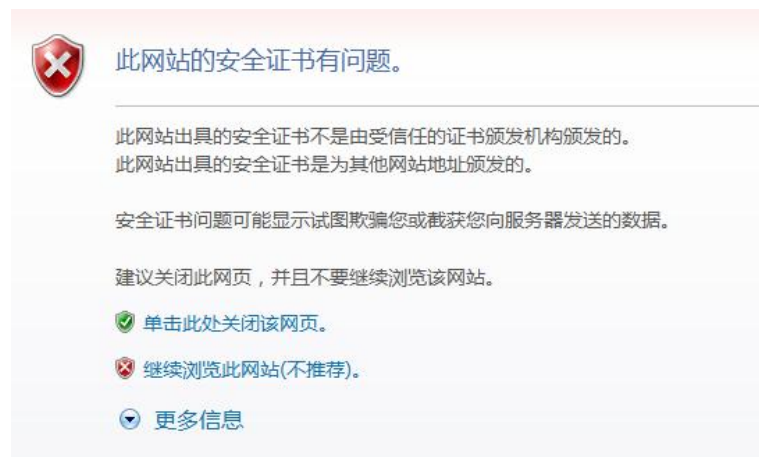 此网站的安全证书有问题。
此网站出具的安全证书不是由受信任的证书颁发机构颁发的。
此网站出具的安全证书是为其他网站地址颁发的。
安全证书问题可能显示试图欺骗您或截获您向服务器发送的数据。
建议关闭此网页，并且不要继续浏览该网站。
单击此处关闭该网页。
继续浏览此网站(不推荐)。
更多信息